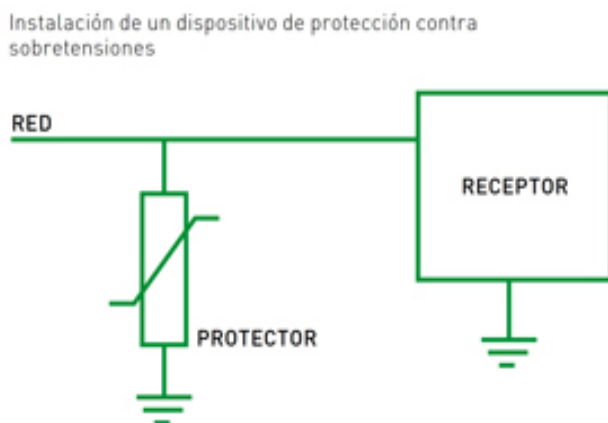 Instalación de un dispositivo de protección contra
sobretensiones
RED
RECEPTOR
PROTECTOR